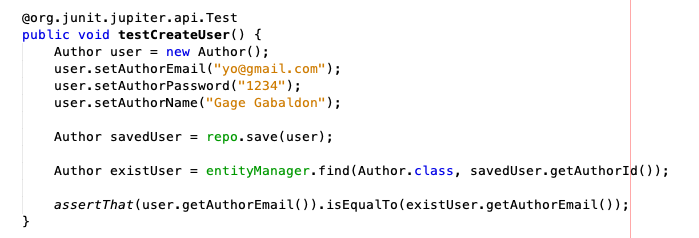 @org.junit.jupiter.api.Test
public void testCreateUser() {
    Author user = new Author();
    user.setAuthorEmail("yo@gmail.com");
    user.setAuthorPassword("1234");
    user.setAuthorName("Gage Gabaldon");

    Author savedUser = repo.save(user);

    Author existUser = entityManager.find(Author.class, savedUser.getAuthorId());

    assertThat(user.getAuthorEmail()).isEqualTo(existUser.getAuthorEmail());
}